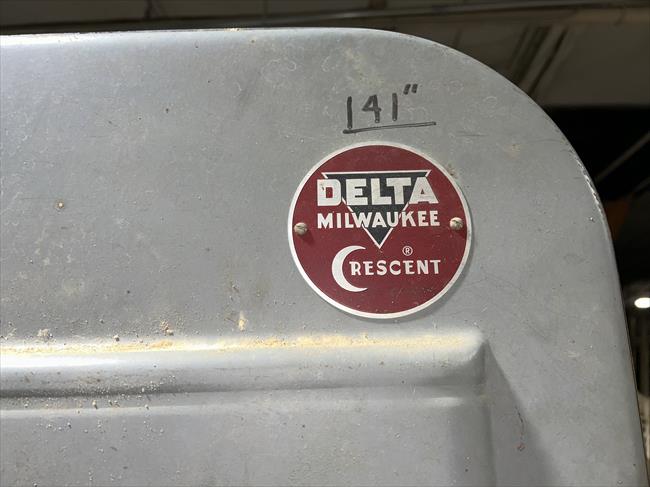 141"
DELTA
MILWAUKEE
®
CRESCENT